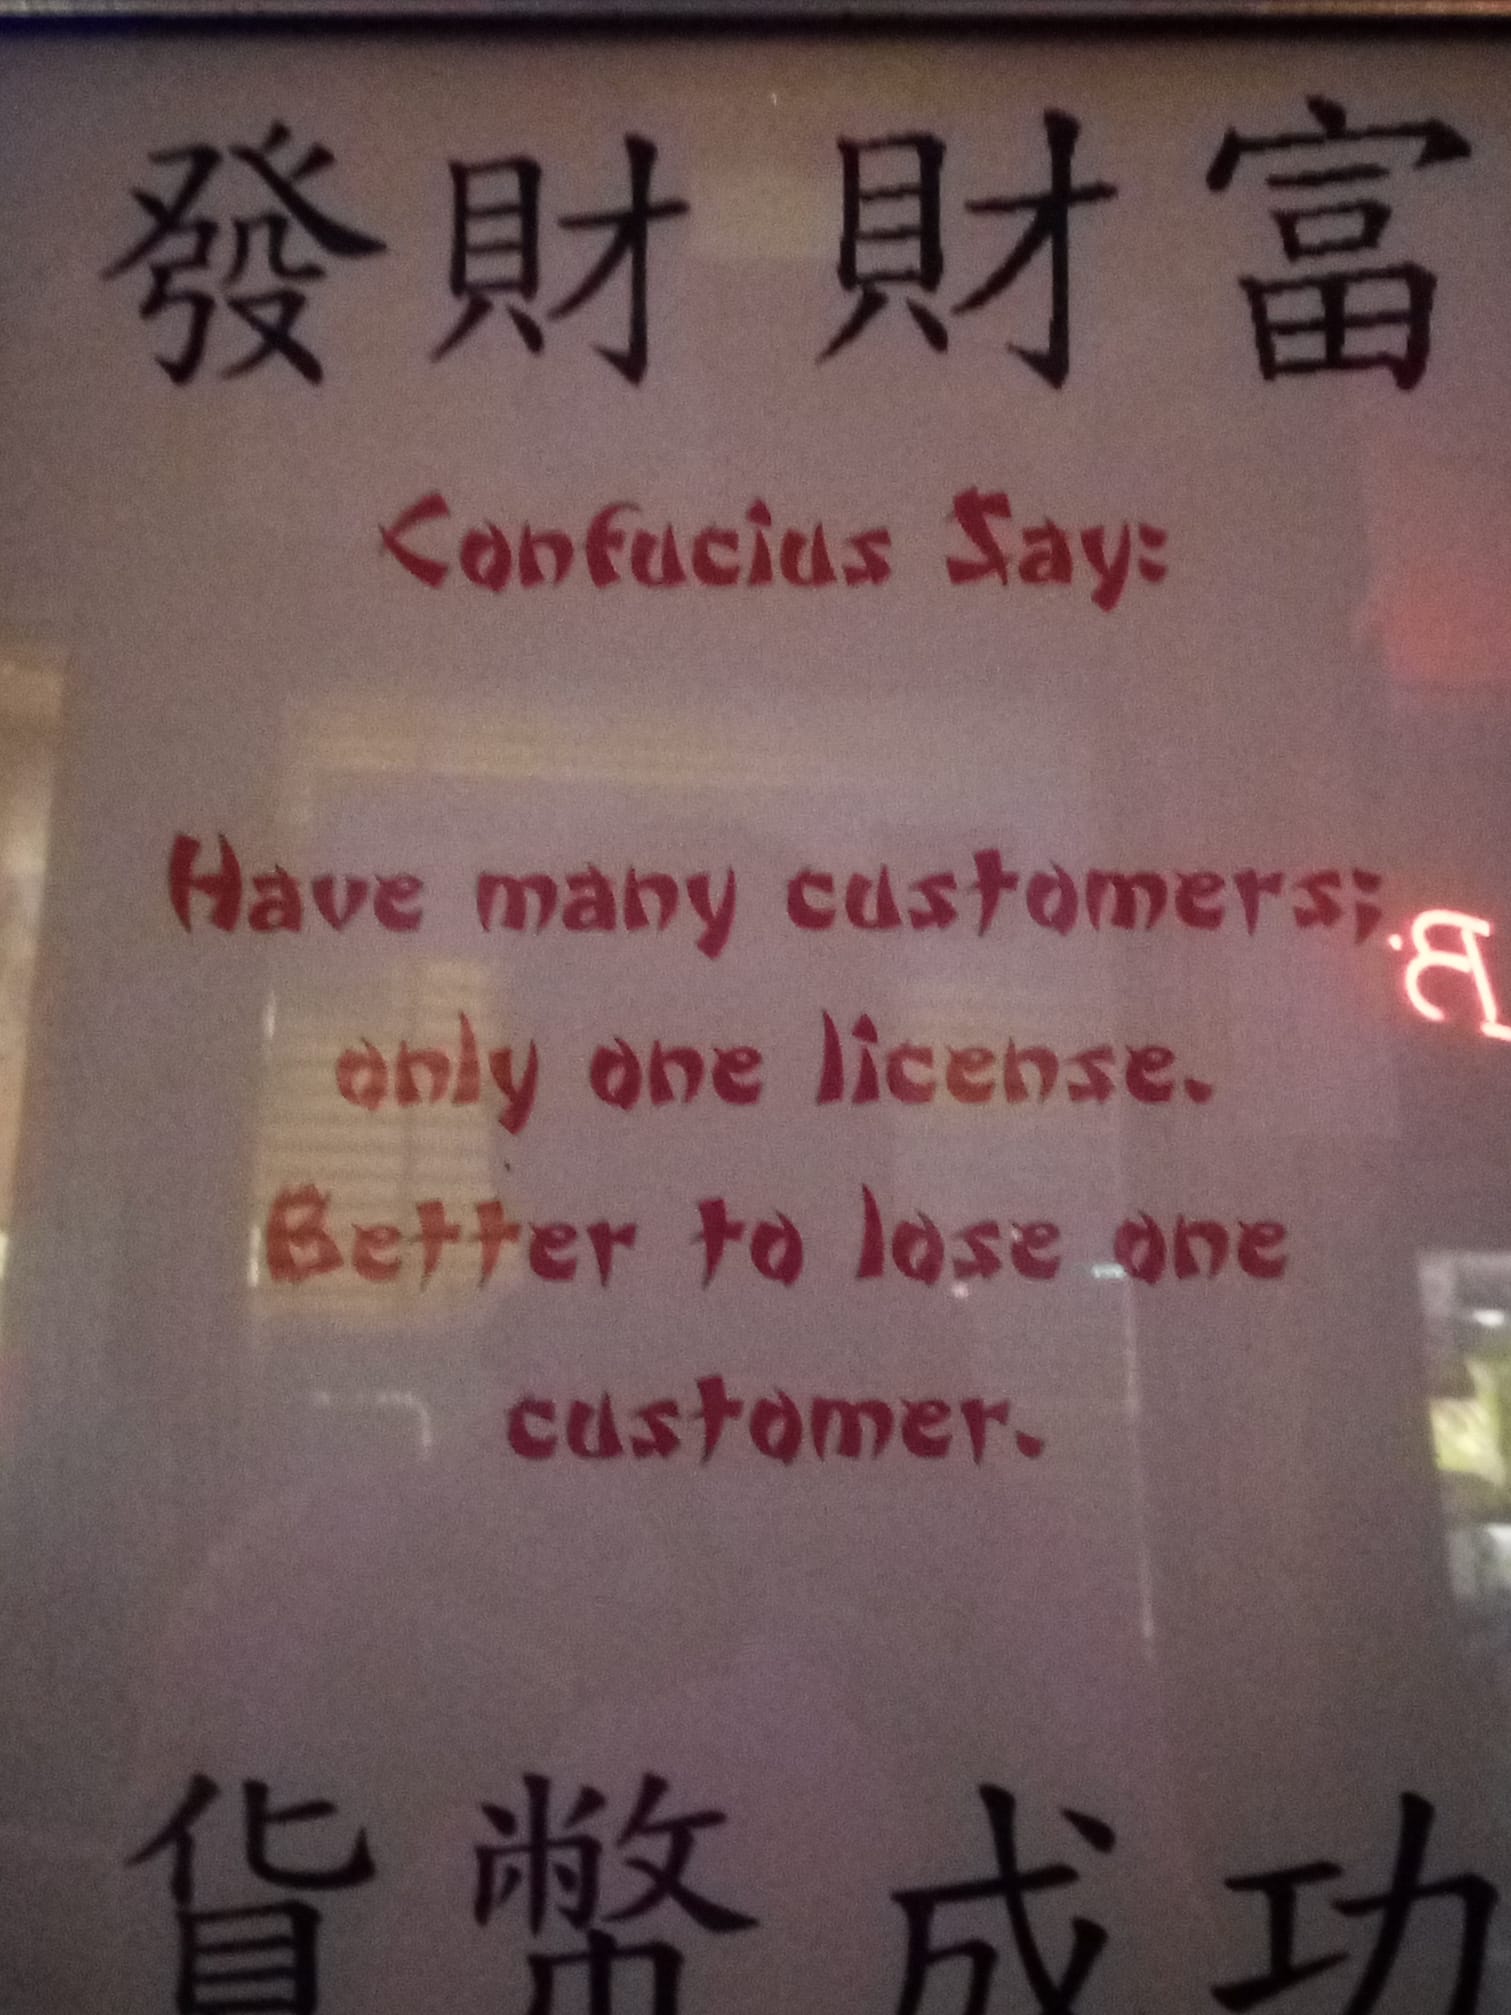 發財 財富
Confucius Say:
Have many customers;
only one license.
Better to lose one
customer.
貨幣 成功